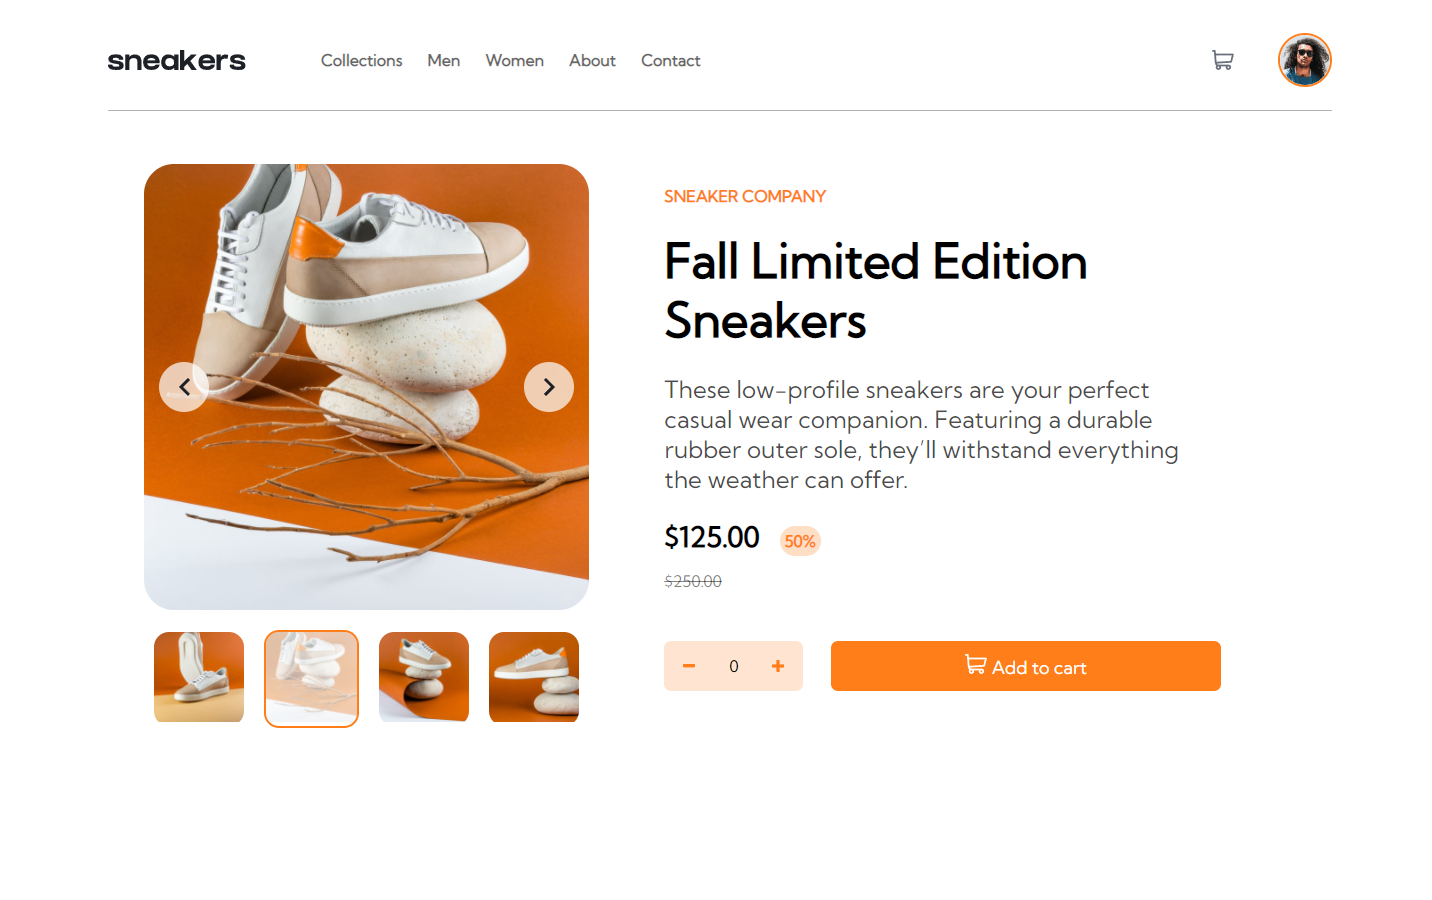 sneakers
Collections Men Women About Contact
SNEAKER COMPANY
Fall Limited Edition
Sneakers
These low-profile sneakers are your perfect
casual wear companion. Featuring a durable
rubber outer sole, they’ll withstand everything
the weather can offer.
$125.00 50%
$250.00
0
Add to cart